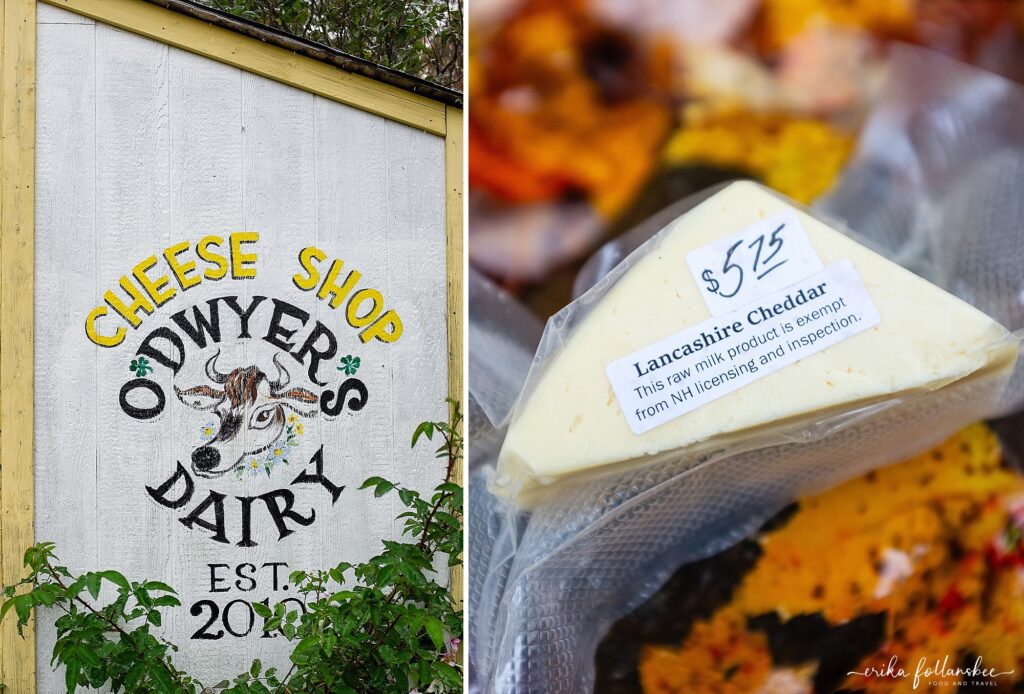 CHEESE SHOP
ODWYERS
DAIRY
EST.
$5.75
Lancashire Cheddar
This raw milk product is exempt
from NH licensing and inspection.
erika follansbee
FOOD AND TRAVEL